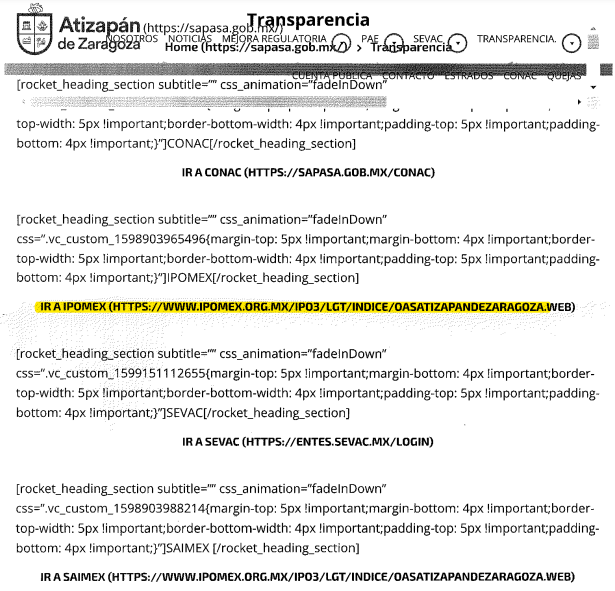 Transparencia
Atizapán
de Zaragoza
(https://sapasa.gob.mx/)
NOSOTROS NOTICIAS MEJORA REGULATORIA PAE SEVAC TRANSPARENCIA.
Home (https://sapasa.gob.mx/) > Transparencia
CUENTA PÚBLICA CONTACTO ESTRADOS CONAC QUEJAS
[rocket_heading_section subtitle="" css_animation="fadeInDown"
top-width: 5px !important;border-bottom-width: 4px !important;padding-top: 5px !important;padding-
bottom: 4px !important;}"]CONAC[/rocket_heading_section]
IR A CONAC (HTTPS://SAPASA.GOB.MX/CONAC)
[rocket_heading_section subtitle="" css_animation="fadeInDown"
css=".vc_custom_1598903965496{margin-top: 5px !important;margin-bottom: 4px !important;border-
top-width: 5px !important;border-bottom-width: 4px !important;padding-top: 5px !important;padding-
bottom: 4px !important;}"]IPOMEX[/rocket_heading_section]
IR A IPOMEX (HTTPS://WWW.IPOMEX.ORG.MX/IPO3/LGT/INDICE/OASATIZAPANDEZARAGOZA.WEB)
[rocket_heading_section subtitle="" css_animation="fadeInDown"
css=".vc_custom_1599151112655{margin-top: 5px !important;margin-bottom: 4px !important;border-
top-width: 5px !important;border-bottom-width: 4px !important;padding-top: 5px !important;padding-
bottom: 4px !important;}"]SEVAC[/rocket_heading_section]
IR A SEVAC (HTTPS://ENTES.SEVAC.MX/LOGIN)
[rocket_heading_section subtitle="" css_animation="fadeInDown"
css=".vc_custom_1598903988214{margin-top: 5px !important;margin-bottom: 4px !important;border-
top-width: 5px !important;border-bottom-width: 4px !important;padding-top: 5px !important;padding-
bottom: 4px !important;}"]SAIMEX [/rocket_heading_section]
IR A SAIMEX (HTTPS://WWW.IPOMEX.ORG.MX/IPO3/LGT/INDICE/OASATIZAPANDEZARAGOZA.WEB)